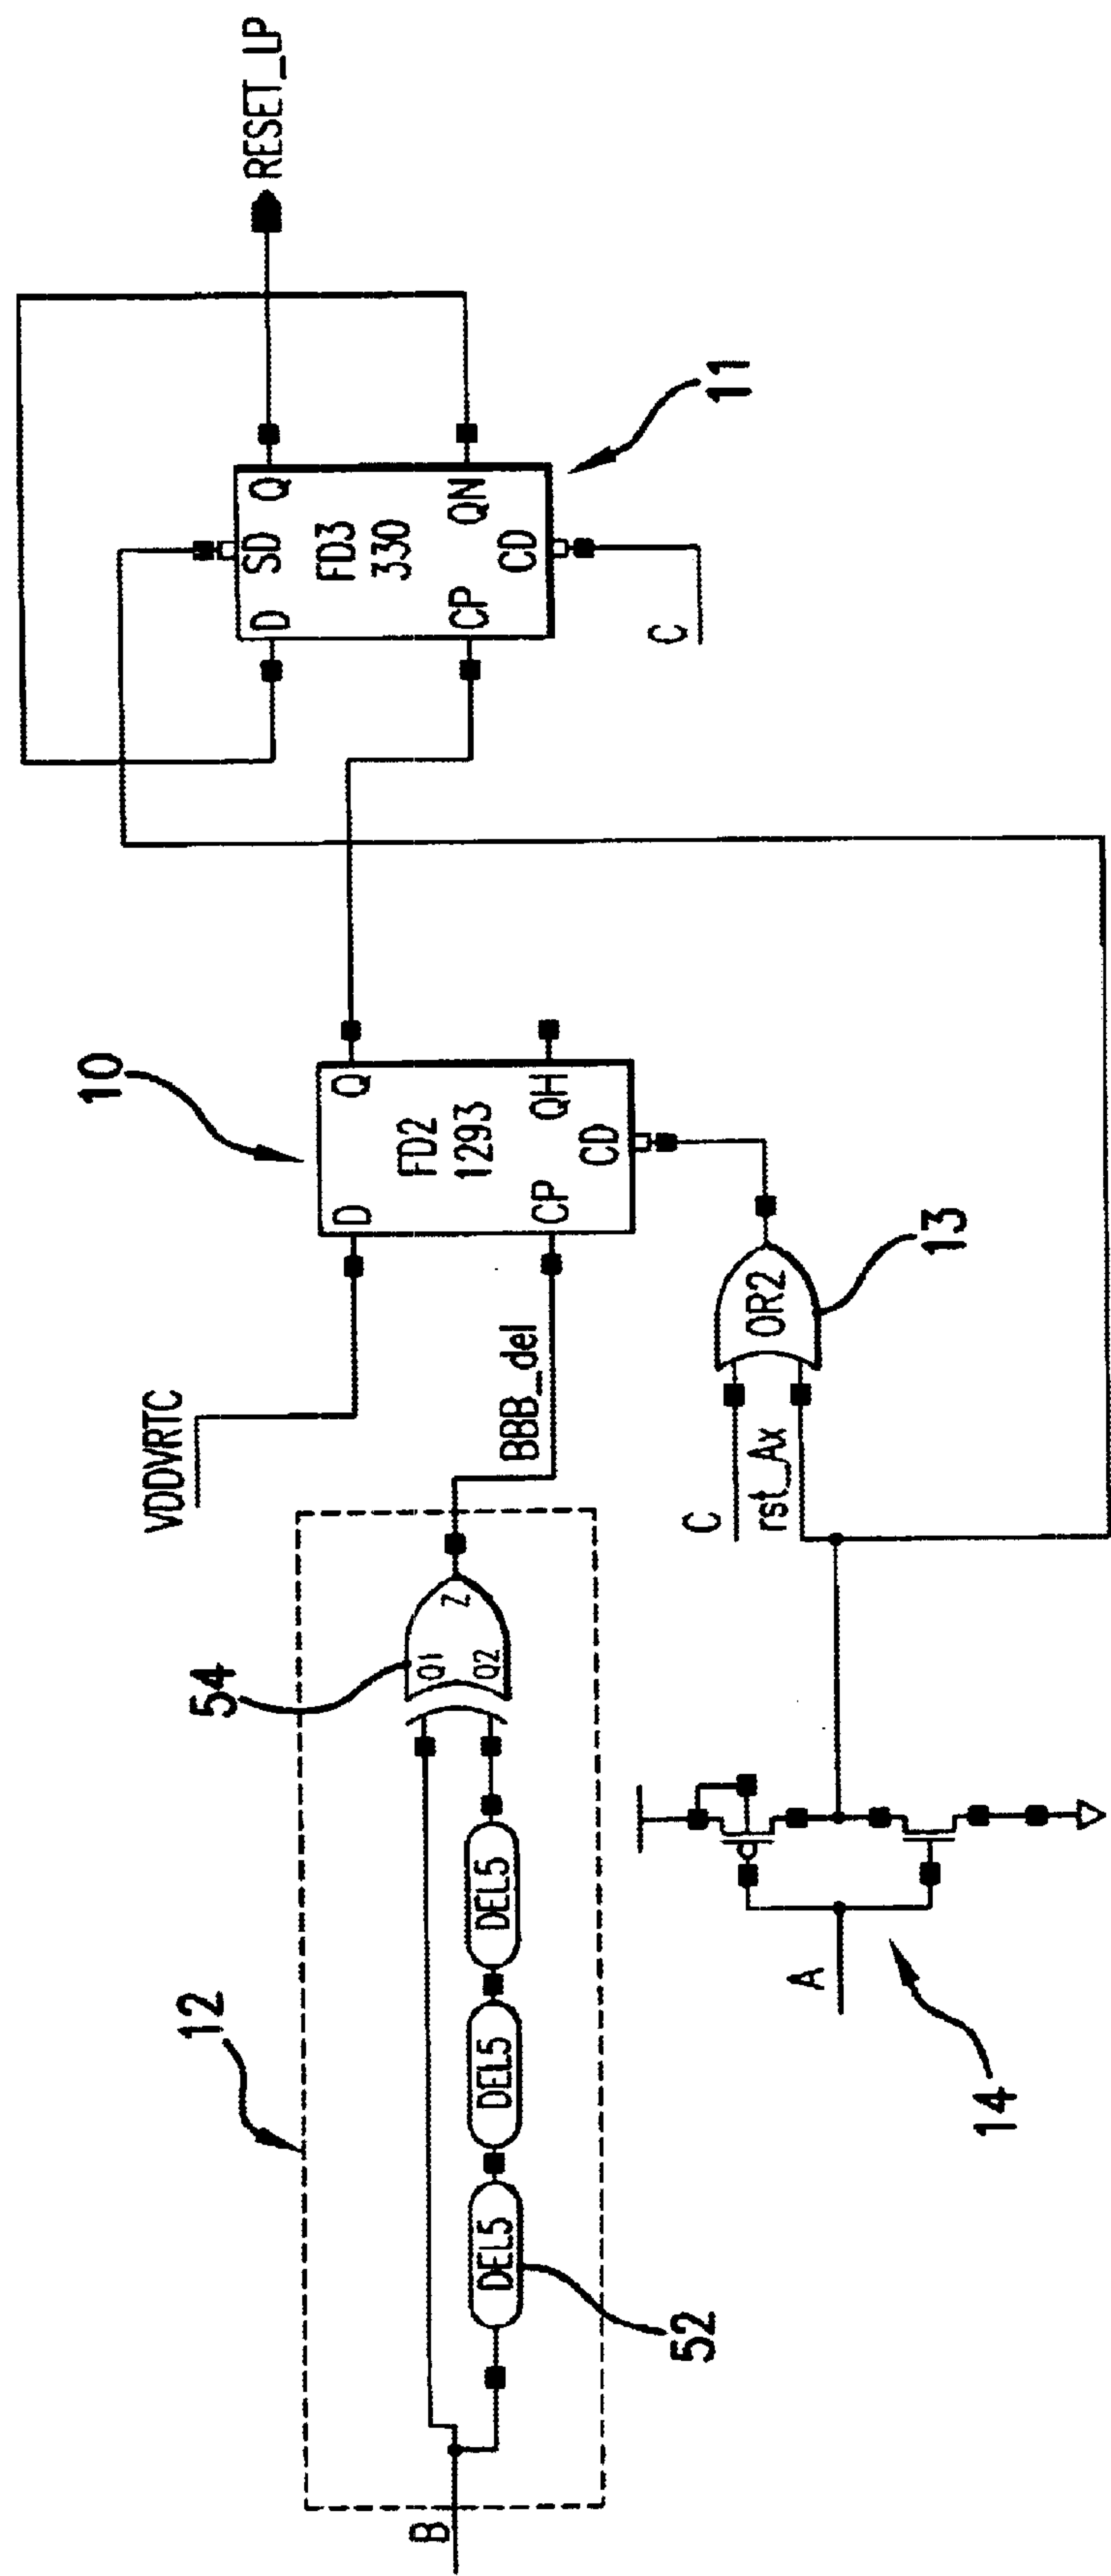 RESET_LP
11
D
SD
Q
FD3
330
CP
QN
CD
C
10
D
Q
FD2
1293
CP
QH
CD
VDDVRTC
BBB_del
C
rst_Ax
OR2
13
54
Q1
Q2
Z
12
DEL5
DEL5
DEL5
52
B
A
14